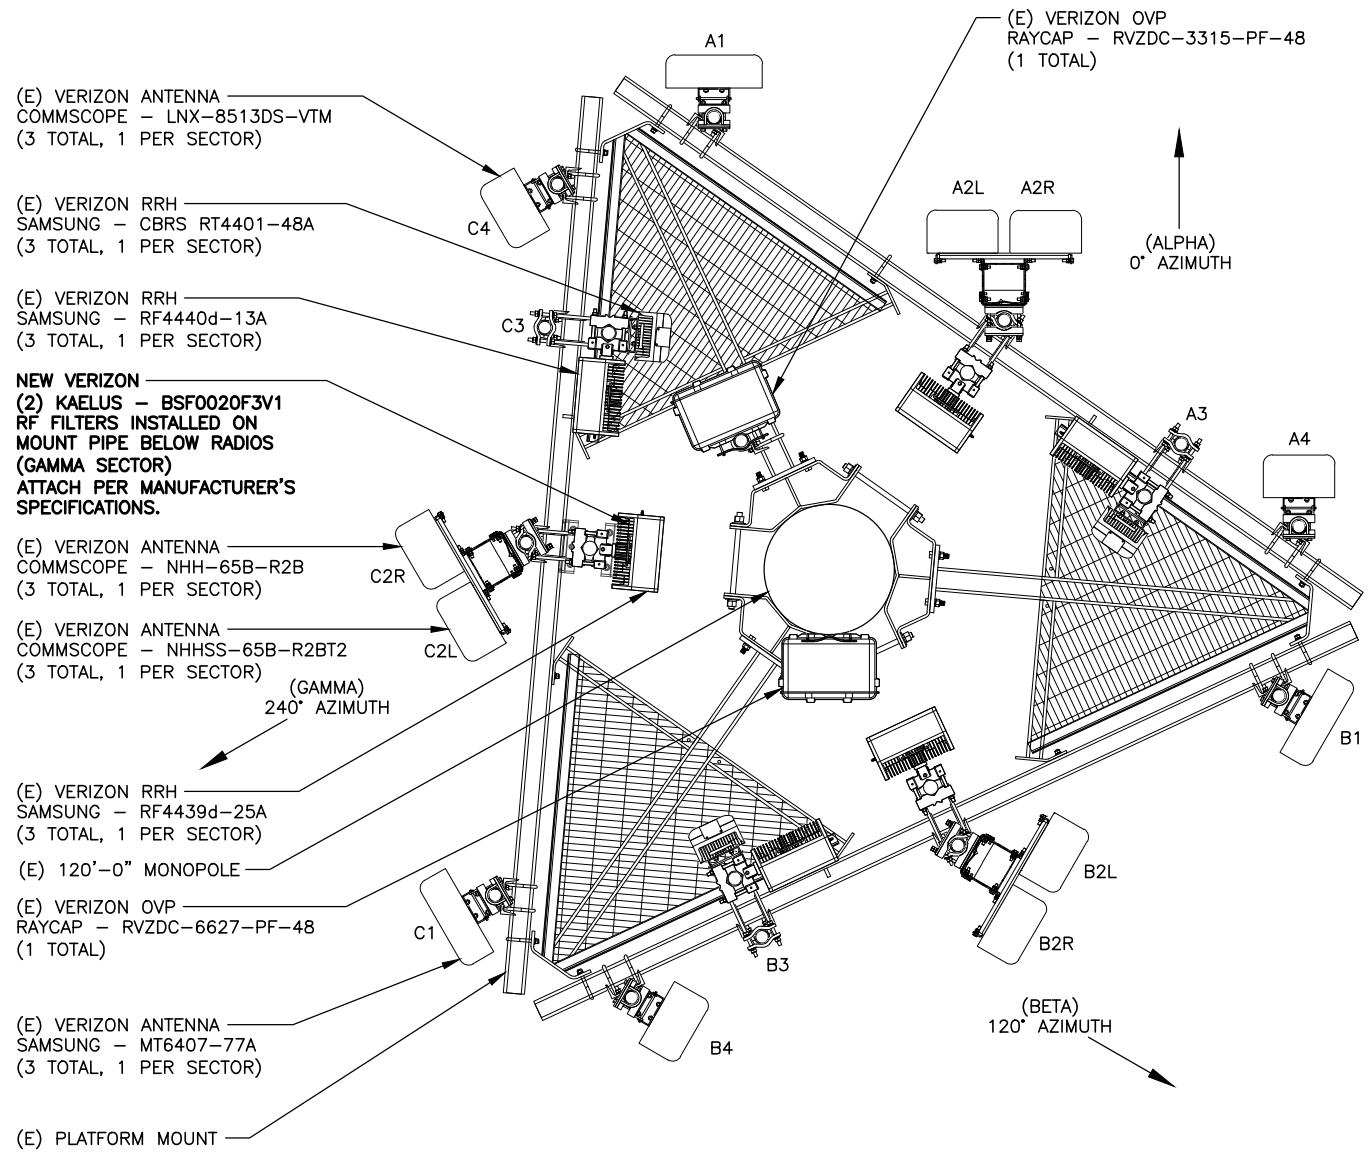 (E) VERIZON OVP
RAYCAP – RVZDC–3315–PF–48
(1 TOTAL)
A1
(E) VERIZON ANTENNA
COMMSCOPE – LNX–8513DS–VTM
(3 TOTAL, 1 PER SECTOR)
C4
A2L
A2R
(ALPHA)
0° AZIMUTH
(E) VERIZON RRH
SAMSUNG – CBRS RT4401–48A
(3 TOTAL, 1 PER SECTOR)
(E) VERIZON RRH
SAMSUNG – RF4440d–13A
(3 TOTAL, 1 PER SECTOR)
C3
NEW VERIZON
(2) KAELUS – BSF0020F3V1
RF FILTERS INSTALLED ON
MOUNT PIPE BELOW RADIOS
(GAMMA SECTOR)
ATTACH PER MANUFACTURER'S
SPECIFICATIONS.
A3
A4
(E) VERIZON ANTENNA
COMMSCOPE – NHH–65B–R2B
(3 TOTAL, 1 PER SECTOR)
C2R
(E) VERIZON ANTENNA
COMMSCOPE – NHHSS–65B–R2BT2
(3 TOTAL, 1 PER SECTOR)
C2L
(GAMMA)
240° AZIMUTH
B1
(E) VERIZON RRH
SAMSUNG – RF4439d–25A
(3 TOTAL, 1 PER SECTOR)
(E) 120'–0" MONOPOLE
B2L
(E) VERIZON OVP
RAYCAP – RVZDC–6627–PF–48
(1 TOTAL)
C1
B2R
B3
(E) VERIZON ANTENNA
SAMSUNG – MT6407–77A
(3 TOTAL, 1 PER SECTOR)
B4
(BETA)
120° AZIMUTH
(E) PLATFORM MOUNT